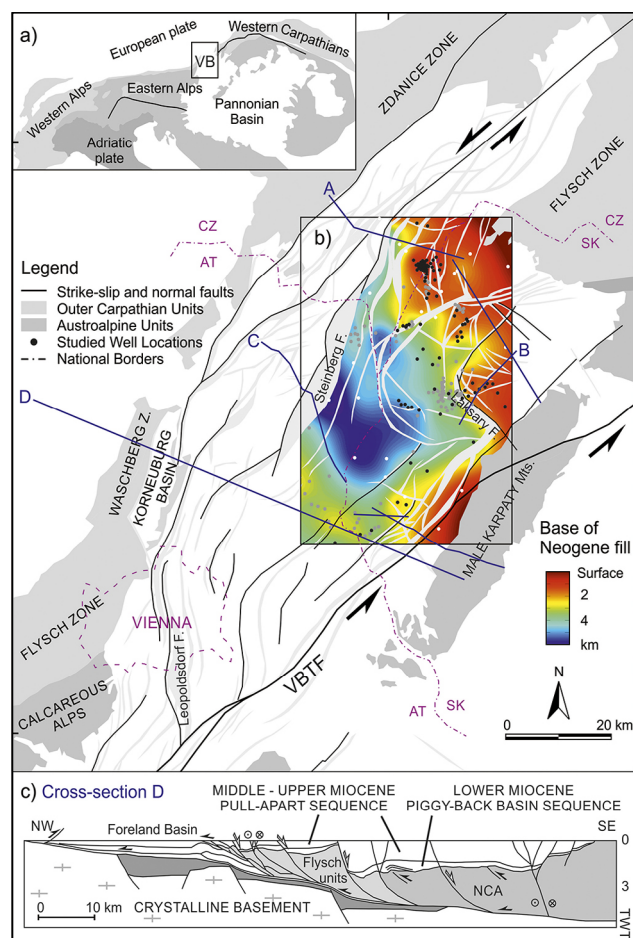 a)
European plate
Western Carpathians
VB
Western Alps
Eastern Alps
Pannonian
Basin
Adriatic
plate
ZDANICE ZONE
FLYSCH ZONE
A
CZ
AT
CZ
SK
b)
Legend
Strike-slip and normal faults
Outer Carpathian Units
Austroalpine Units
Studied Well Locations
National Borders
C
B
D
Steinberg F.
Laksary F.
WASCHBERG Z.
KORNEUBURG
BASIN
MALE KARPATY Mts.
Base of
Neogene fill
Surface
2
4
km
FLYSCH ZONE
VIENNA
Leopoldsdorf F.
VBTF
CALCAREOUS
ALPS
AT
SK
N
0 20 km
c) Cross-section D
MIDDLE - UPPER MIOCENE
PULL-APART SEQUENCE
LOWER MIOCENE
PIGGY-BACK BASIN SEQUENCE
NW
Foreland Basin
SE
0
Flysch
units
NCA
3
0 10 km
CRYSTALLINE BASEMENT
TWT